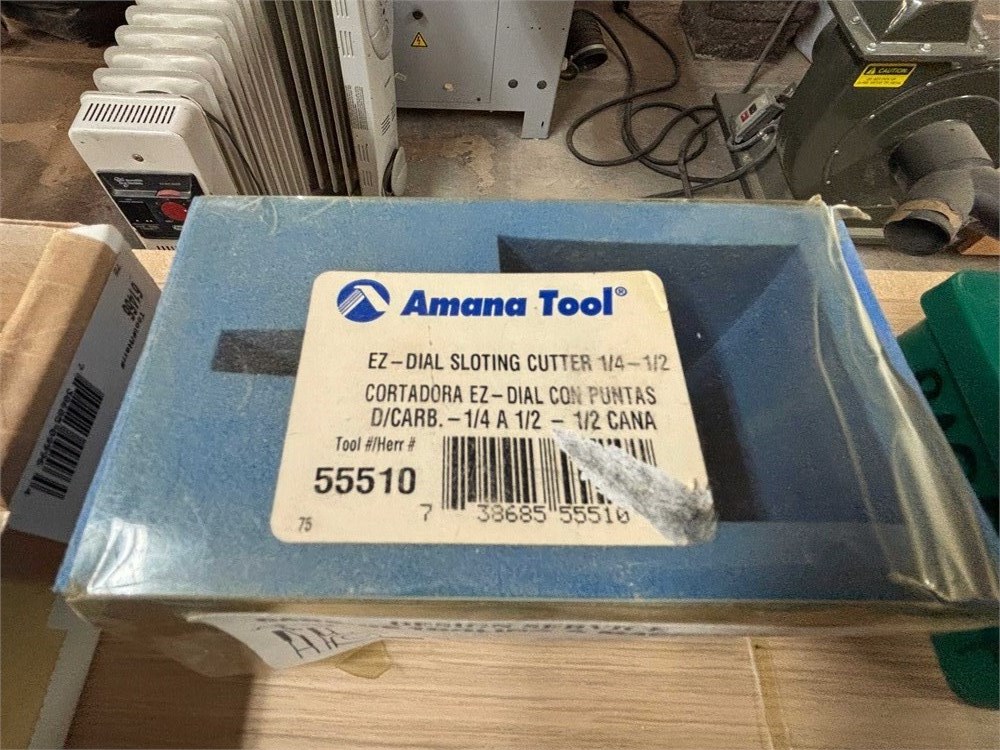 Amana Tool®
EZ-DIAL SLOTING CUTTER 1/4-1/2
CORTADORA EZ-DIAL CON PUNTAS
D/CARB. -1/4 A 1/2 - 1/2 CANA
Tool #/Herr #
55510
7 38685 55510
75
CAUTION
61436